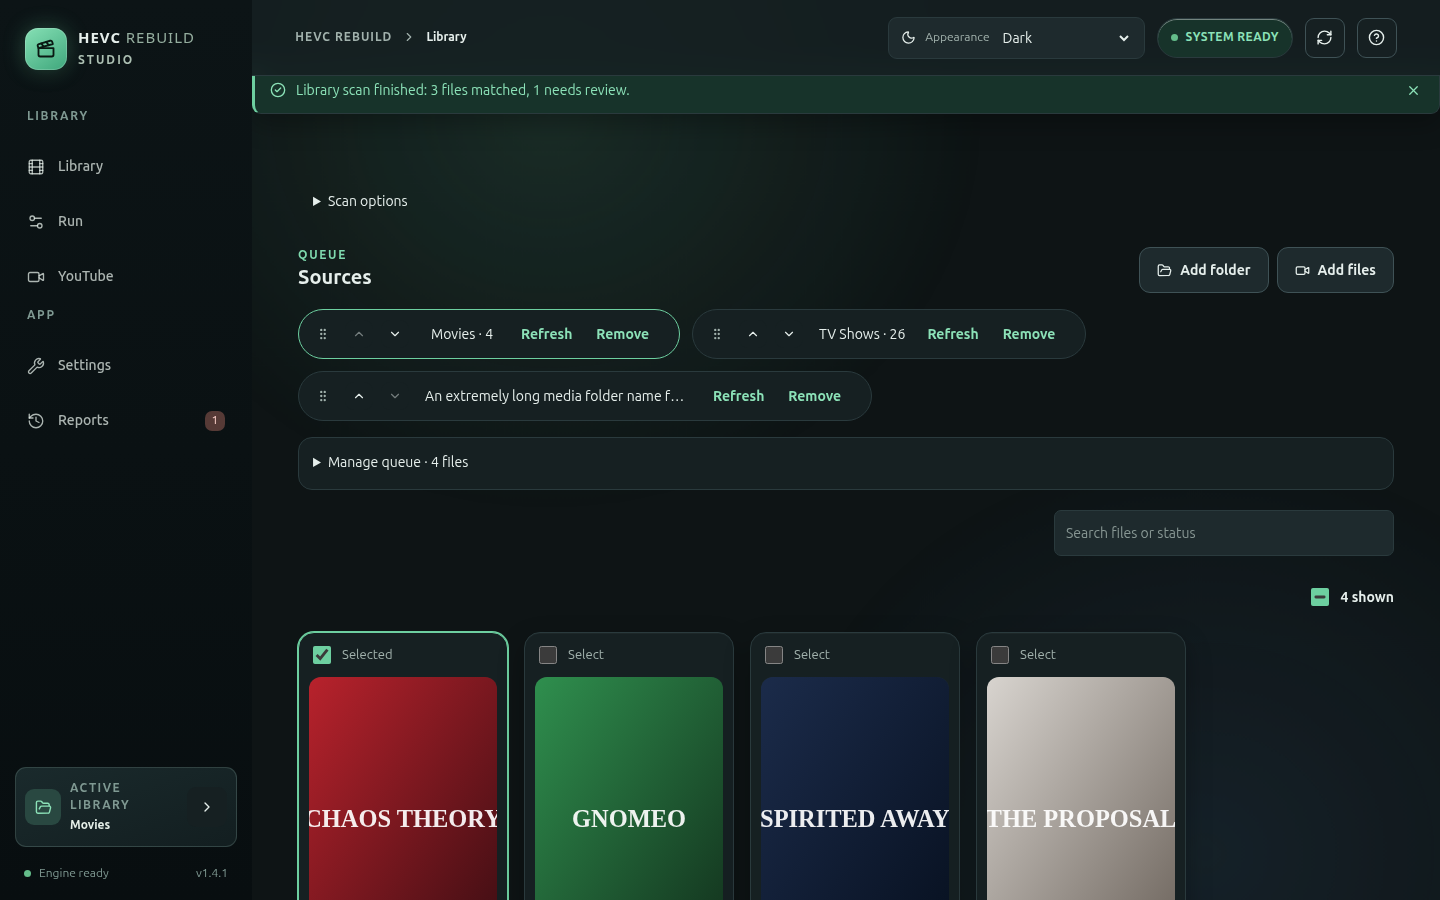 HEVC REBUILD
STUDIO
LIBRARY
Library
Run
YouTube
APP
Settings
Reports
1
ACTIVE
LIBRARY
Movies
Engine ready
v1.4.1
HEVC REBUILD
Library
Appearance
Dark
SYSTEM READY
Library scan finished: 3 files matched, 1 needs review.
Scan options
QUEUE
Sources
Add folder
Add files
Movies · 4
Refresh
Remove
TV Shows · 26
Refresh
Remove
An extremely long media folder name f…
Refresh
Remove
Manage queue · 4 files
Search files or status
4 shown
Selected
Select
Select
Select
CHAOS THEORY
GNOMEO
SPIRITED AWAY
THE PROPOSAL